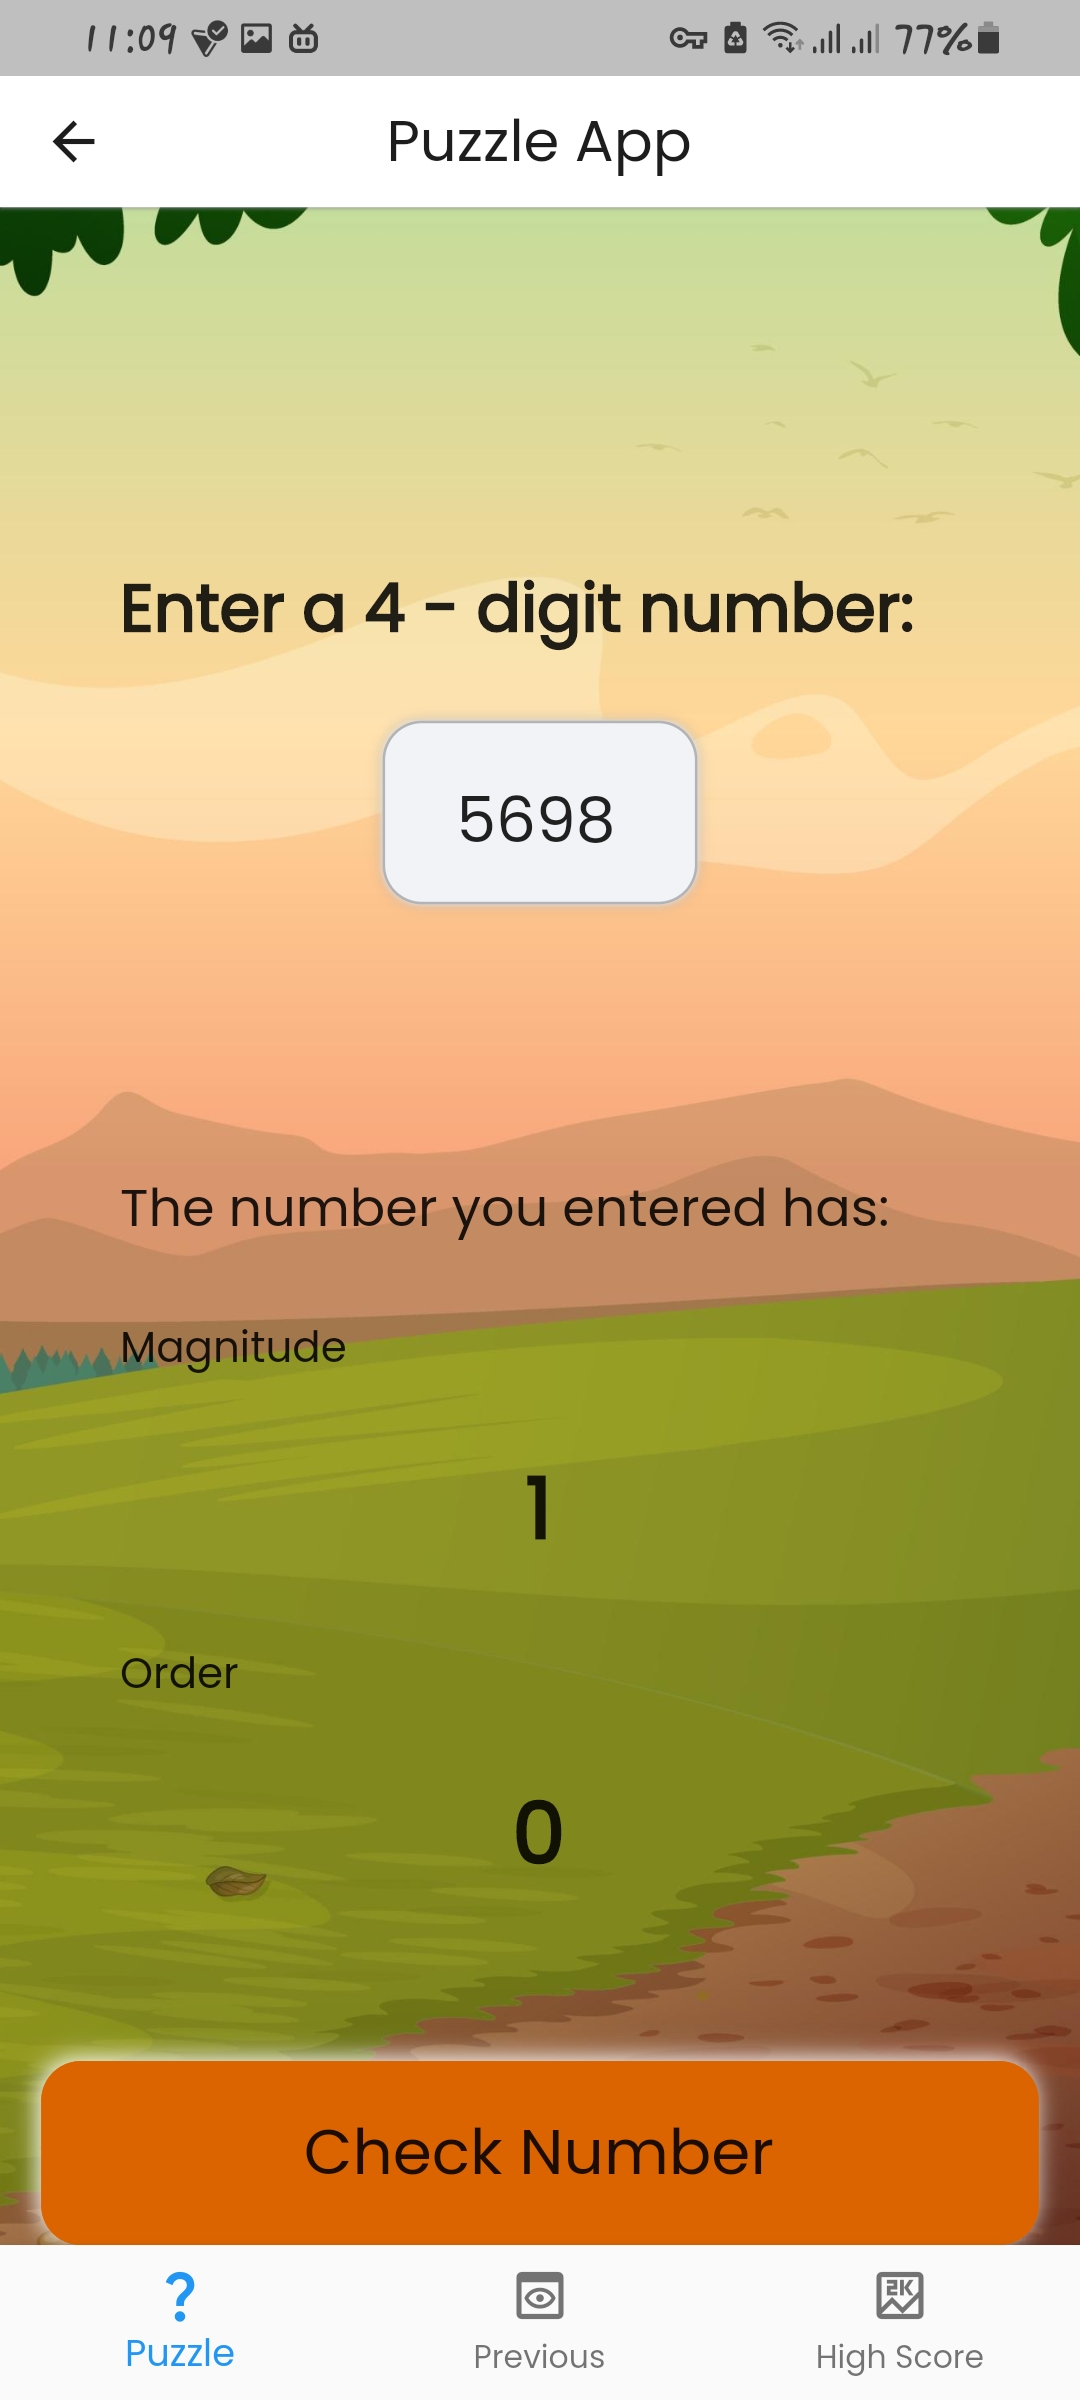 11:09 77%
Puzzle App
Enter a 4 - digit number:
5698
The number you entered has:
Magnitude
1
Order
0
Check Number
?
2K
Puzzle Previous High Score